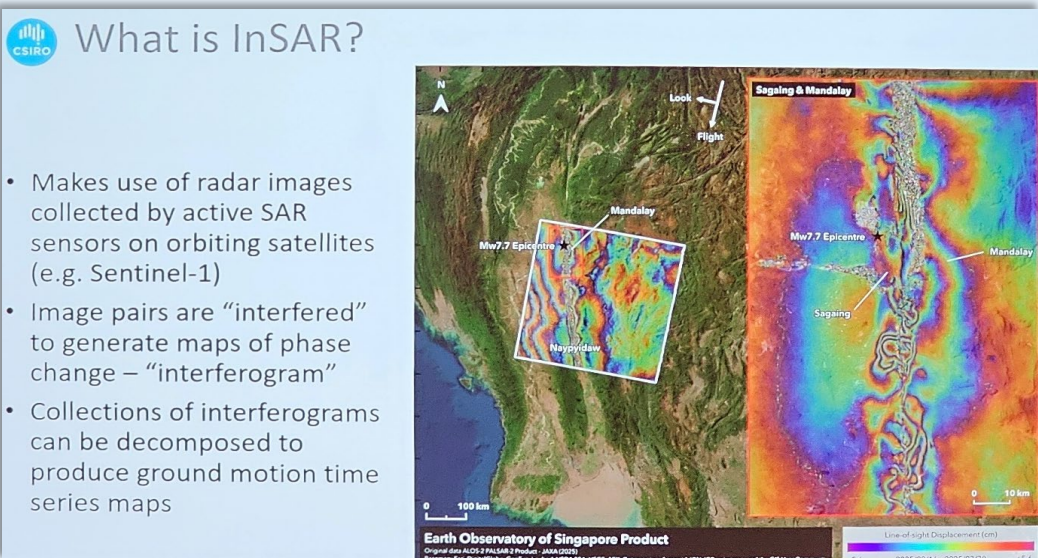 CSIRO
What is InSAR?
• Makes use of radar images
collected by active SAR
sensors on orbiting satellites
(e.g. Sentinel-1)
• Image pairs are “interfered”
to generate maps of phase
change – “interferogram”
• Collections of interferograms
can be decomposed to
produce ground motion time
series maps
N
Look
Flight
Mandalay
Mw7.7 Epicentre
Naypyidaw
0 100 km
Sagaing & Mandalay
Mw7.7 Epicentre
Mandalay
Sagaing
0 10 km
Earth Observatory of Singapore Product
Original data ALOS-2 PALSAR-2 Product - JAXA (2025)
Line-of-sight Displacement (cm)